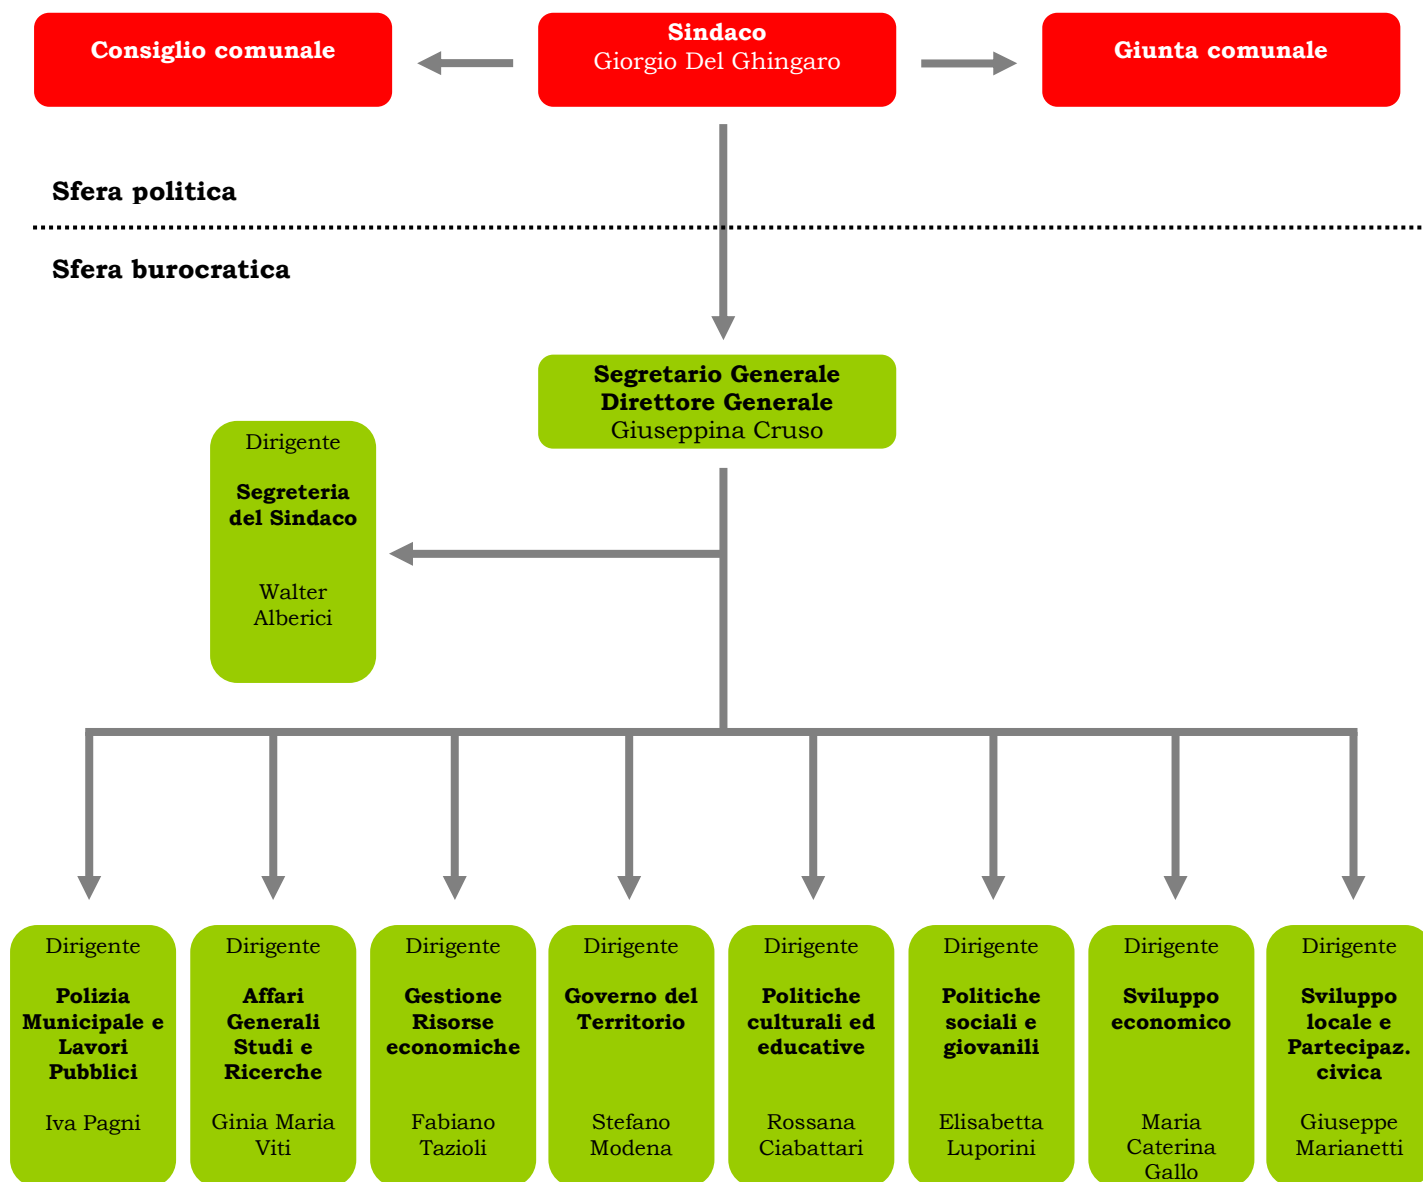 Consiglio comunale
Sindaco
Giorgio Del Ghingaro
Giunta comunale
Sfera politica
Sfera burocratica
Segretario Generale
Direttore Generale
Giuseppina Cruso
Dirigente
Segreteria
del Sindaco
Walter
Alberici
Dirigente
Polizia
Municipale e
Lavori
Pubblici
Iva Pagni
Dirigente
Affari
Generali
Studi e
Ricerche
Ginia Maria
Viti
Dirigente
Gestione
Risorse
economiche
Fabiano
Tazioli
Dirigente
Governo del
Territorio
Stefano
Modena
Dirigente
Politiche
culturali ed
educative
Rossana
Ciabattari
Dirigente
Politiche
sociali e
giovanili
Elisabetta
Luporini
Dirigente
Sviluppo
economico
Maria
Caterina
Gallo
Dirigente
Sviluppo
locale e
Partecipaz.
civica
Giuseppe
Marianetti